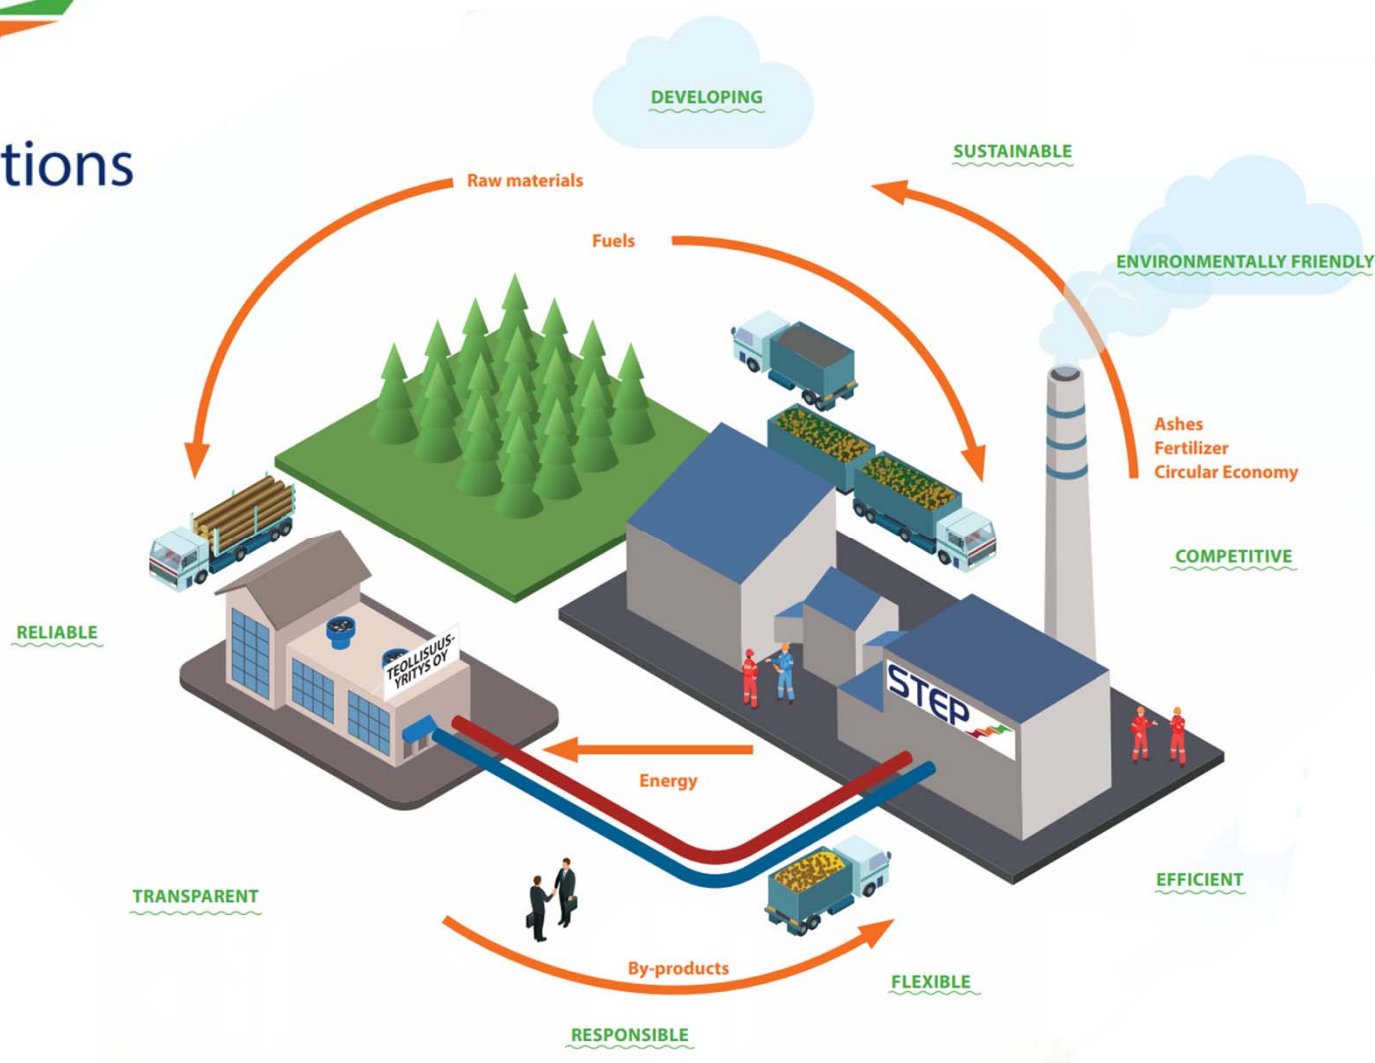 DEVELOPING
SUSTAINABLE
tions
Raw materials
Fuels
ENVIRONMENTALLY FRIENDLY
Ashes
Fertilizer
Circular Economy
COMPETITIVE
RELIABLE
TEOLLISUUS-
YRITYS OY
STEP
Energy
EFFICIENT
TRANSPARENT
By-products
FLEXIBLE
RESPONSIBLE